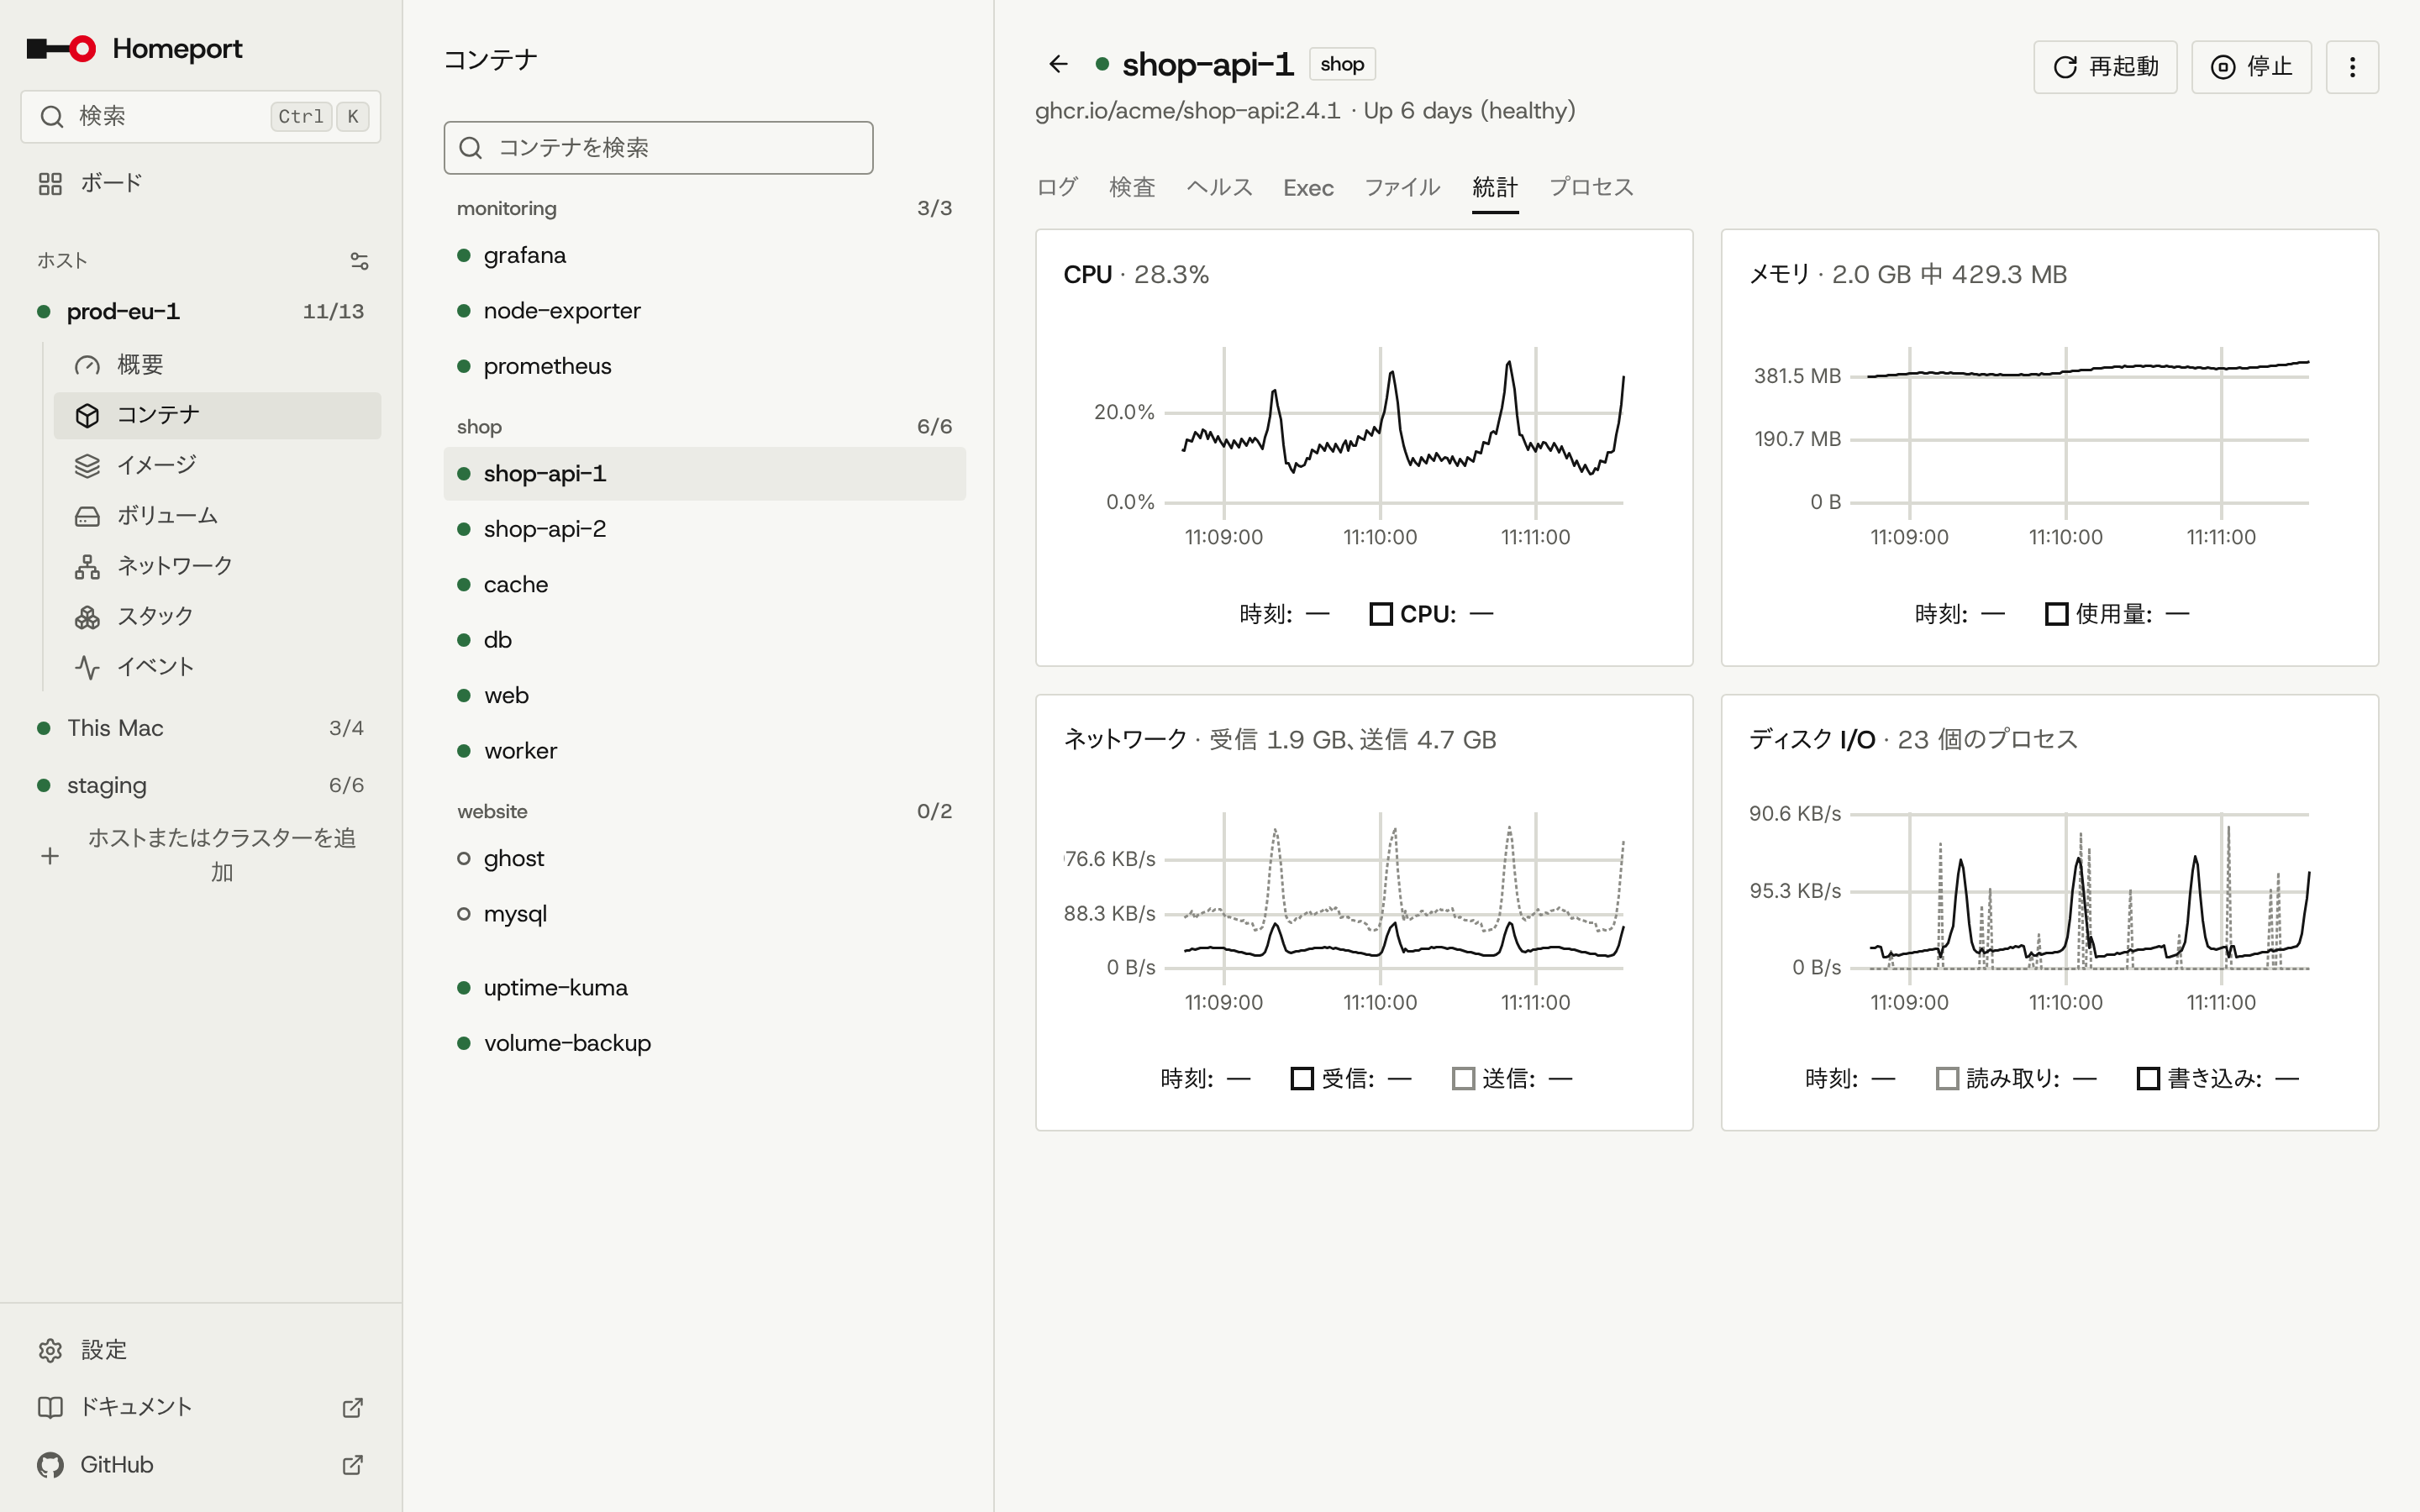 Homeport
検索 Ctrl K
ボード
ホスト
prod-eu-1 11/13
概要
コンテナ
イメージ
ボリューム
ネットワーク
スタック
イベント
This Mac 3/4
staging 6/6
ホストまたはクラスターを追
加
設定
ドキュメント
GitHub
コンテナ
コンテナを検索
monitoring 3/3
grafana
node-exporter
prometheus
shop 6/6
shop-api-1
shop-api-2
cache
db
web
worker
website 0/2
ghost
mysql
uptime-kuma
volume-backup
shop-api-1 shop
ghcr.io/acme/shop-api:2.4.1 · Up 6 days (healthy)
再起動
停止
ログ 検査 ヘルス Exec ファイル 統計 プロセス
CPU · 28.3%
20.0%
0.0%
11:09:00 11:10:00 11:11:00
時刻: — CPU: —
メモリ · 2.0 GB 中 429.3 MB
381.5 MB
190.7 MB
0 B
11:09:00 11:10:00 11:11:00
時刻: — 使用量: —
ネットワーク · 受信 1.9 GB、送信 4.7 GB
76.6 KB/s
88.3 KB/s
0 B/s
11:09:00 11:10:00 11:11:00
時刻: — 受信: — 送信: —
ディスク I/O · 23 個のプロセス
90.6 KB/s
95.3 KB/s
0 B/s
11:09:00 11:10:00 11:11:00
時刻: — 読み取り: — 書き込み: —